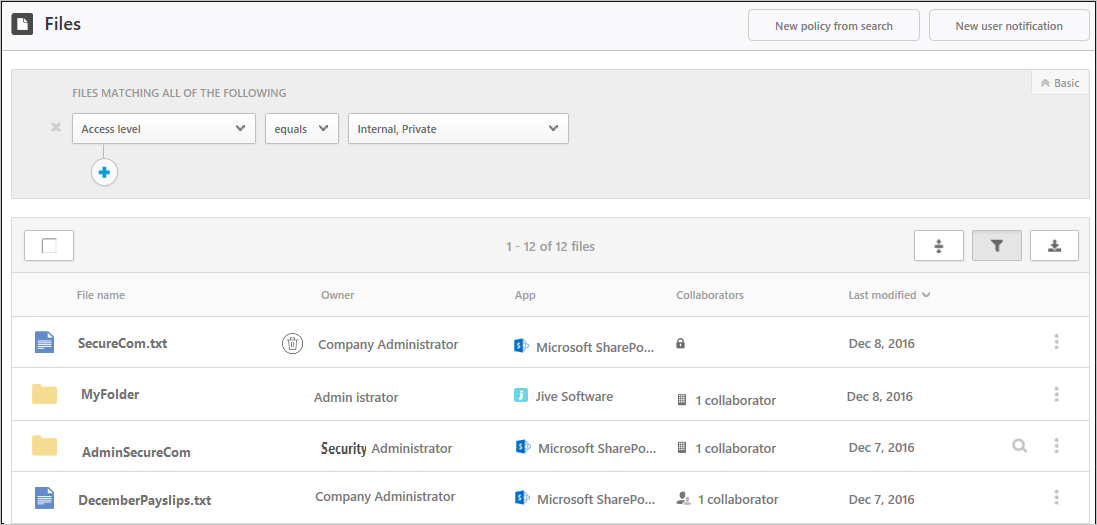 Files
New policy from search
New user notification
Basic
FILES MATCHING ALL OF THE FOLLOWING
Access level equals Internal, Private
1 - 12 of 12 files
File name Owner App Collaborators Last modified
SecureCom.txt Company Administrator Microsoft SharePo... Dec 8, 2016
MyFolder Admin istrator Jive Software 1 collaborator Dec 8, 2016
AdminSecureCom Security Administrator Microsoft SharePo... 1 collaborator Dec 7, 2016
DecemberPayslips.txt Company Administrator Microsoft SharePo... 1 collaborator Dec 7, 2016